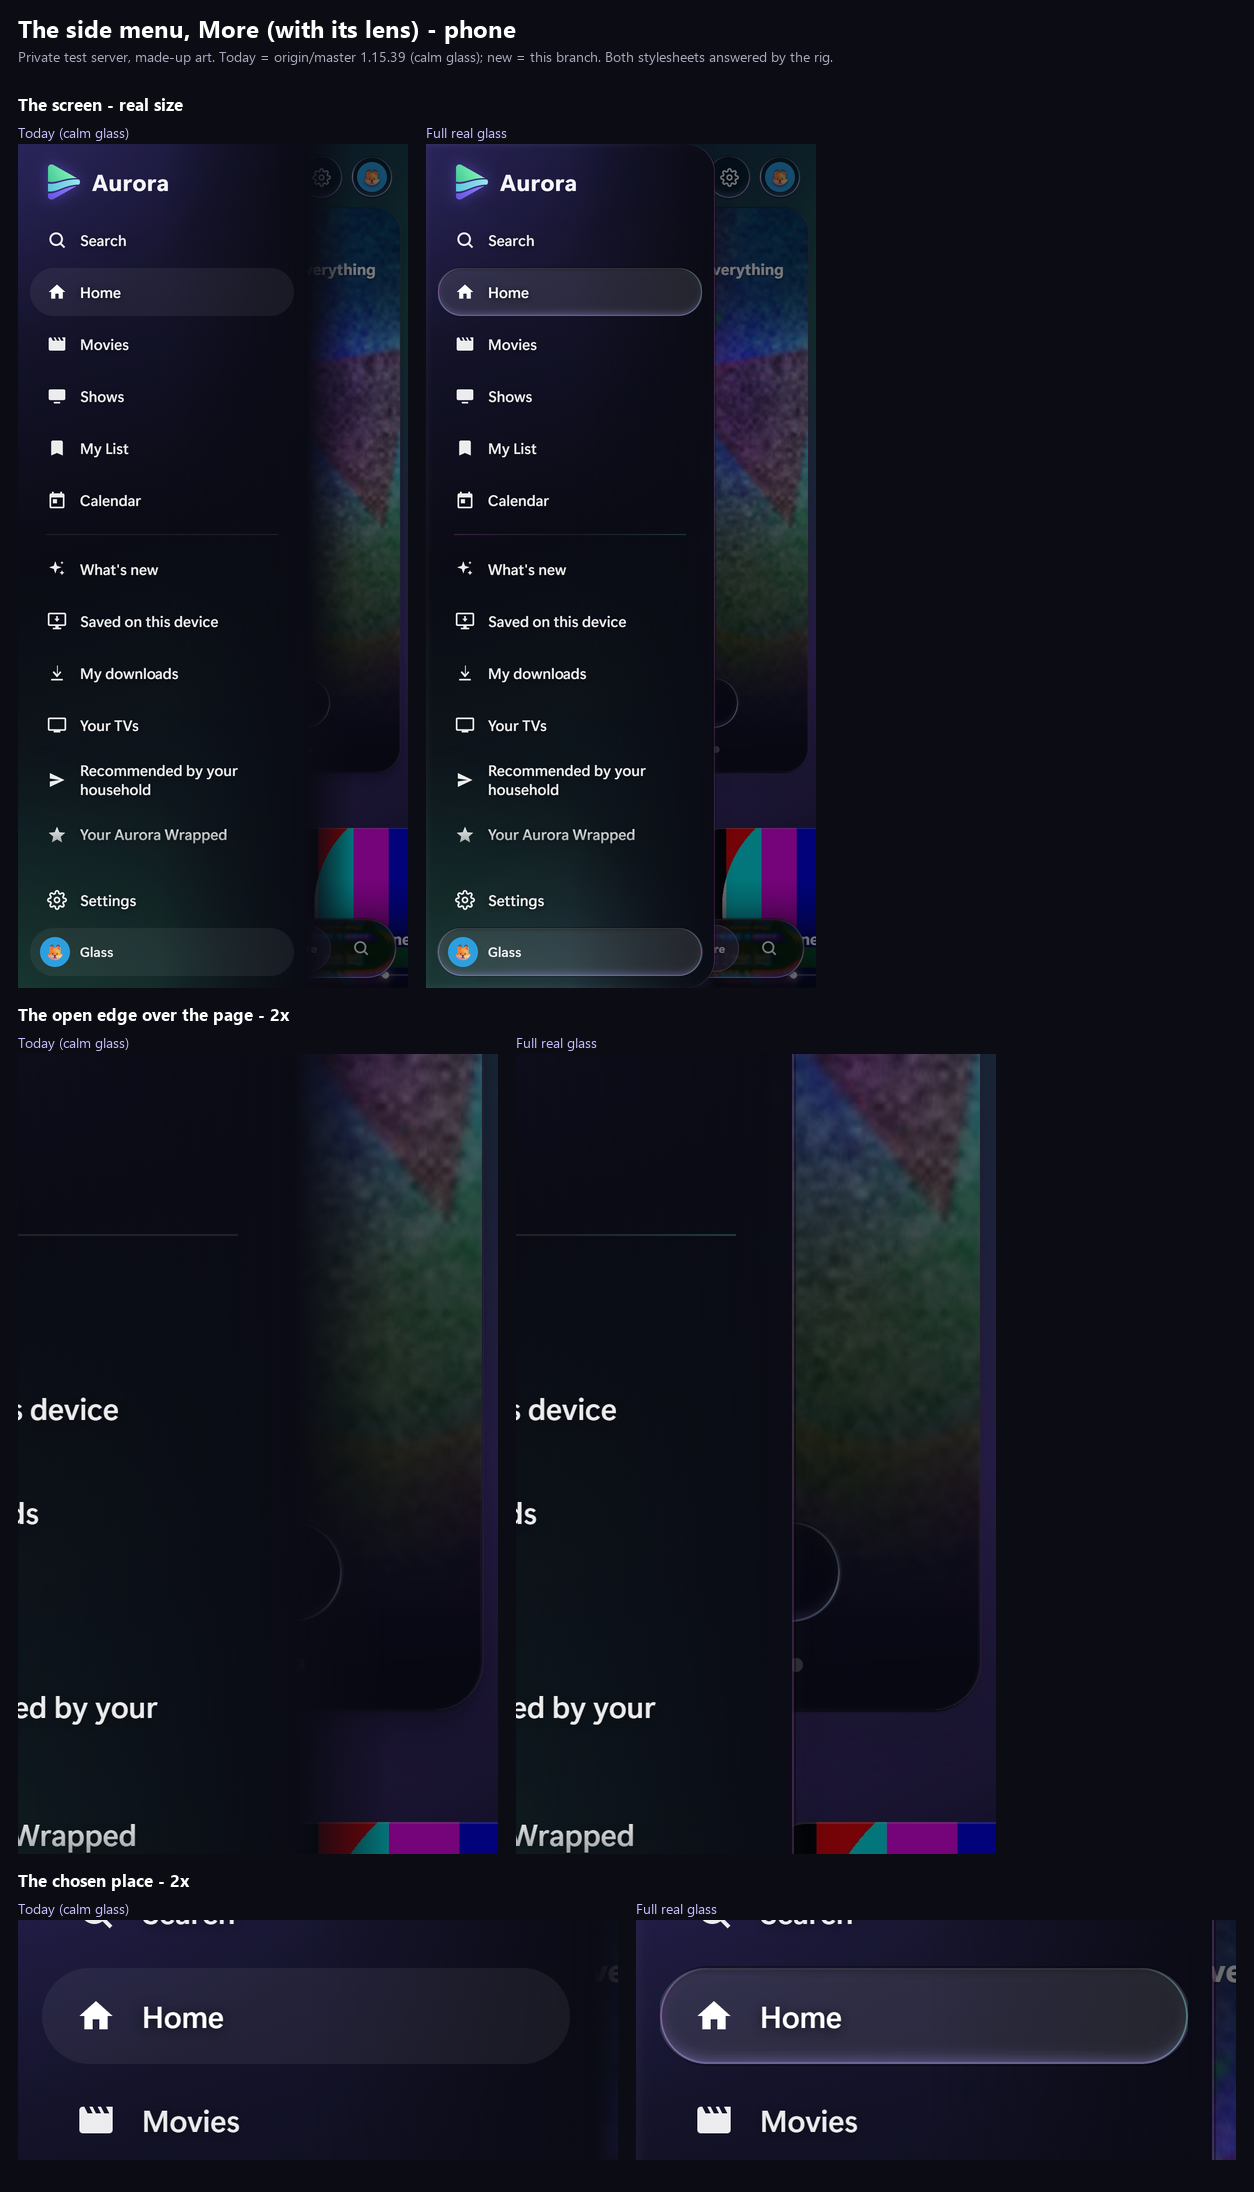 The side menu, More (with its lens) - phone
Private test server, made-up art. Today = origin/master 1.15.39 (calm glass); new = this branch. Both stylesheets answered by the rig.
The screen - real size
Today (calm glass)
Full real glass
Aurora
Search
Home
Movies
Shows
My List
Calendar
What's new
Saved on this device
My downloads
Your TVs
Recommended by your
household
Your Aurora Wrapped
Settings
Glass
verything
Aurora
Search
Home
Movies
Shows
My List
Calendar
What's new
Saved on this device
My downloads
Your TVs
Recommended by your
household
Your Aurora Wrapped
Settings
Glass
verything
The open edge over the page - 2x
Today (calm glass)
Full real glass
s device
ds
ed by your
Wrapped
s device
ds
ed by your
Wrapped
The chosen place - 2x
Today (calm glass)
Full real glass
Search
Home
Movies
Search
Home
Movies